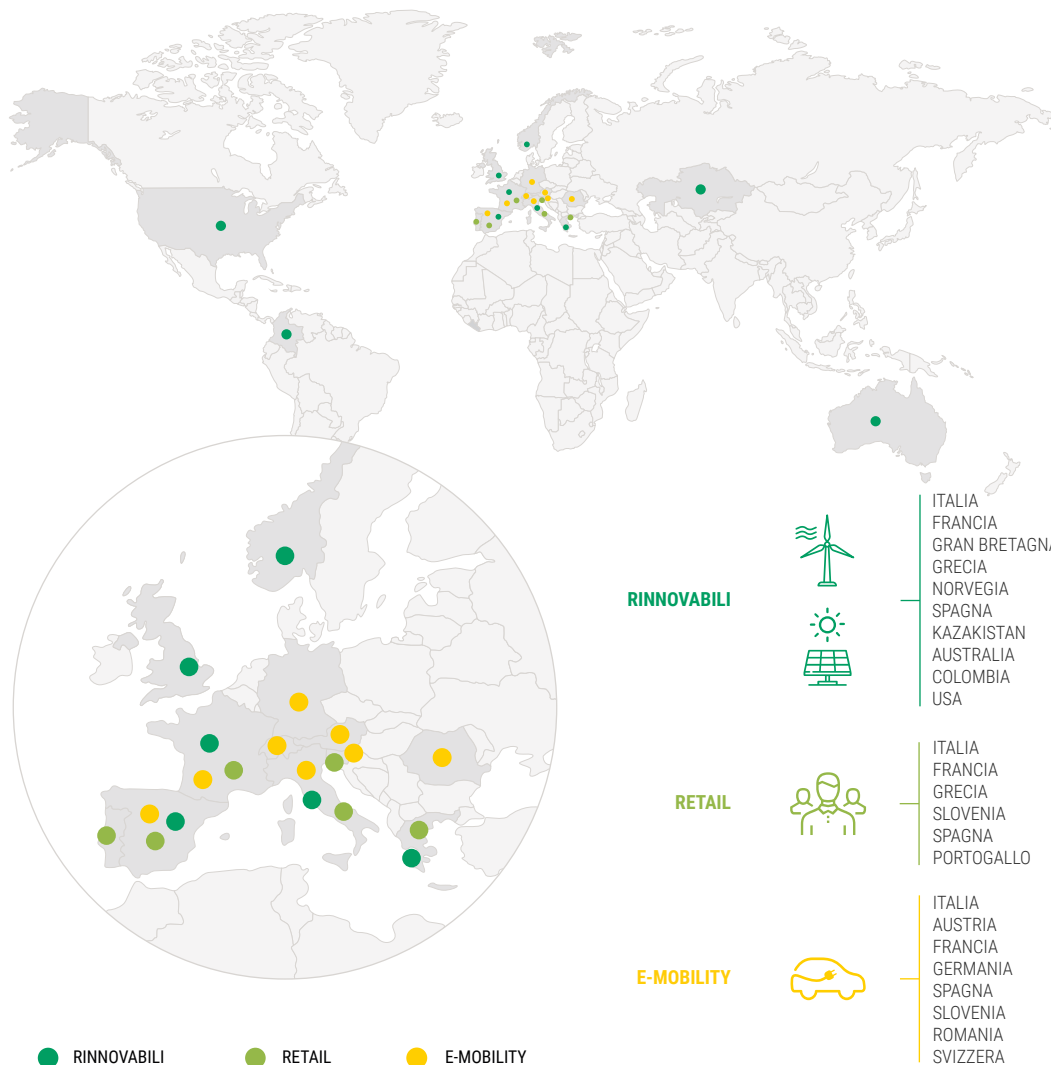 RINNOVABILI
ITALIA
FRANCIA
GRAN BRETAGNA
GRECIA
NORVEGIA
SPAGNA
KAZAKISTAN
AUSTRALIA
COLOMBIA
USA
RETAIL
ITALIA
FRANCIA
GRECIA
SLOVENIA
SPAGNA
PORTOGALLO
E-MOBILITY
ITALIA
AUSTRIA
FRANCIA
GERMANIA
SPAGNA
SLOVENIA
ROMANIA
SVIZZERA
RINNOVABILI
RETAIL
E-MOBILITY